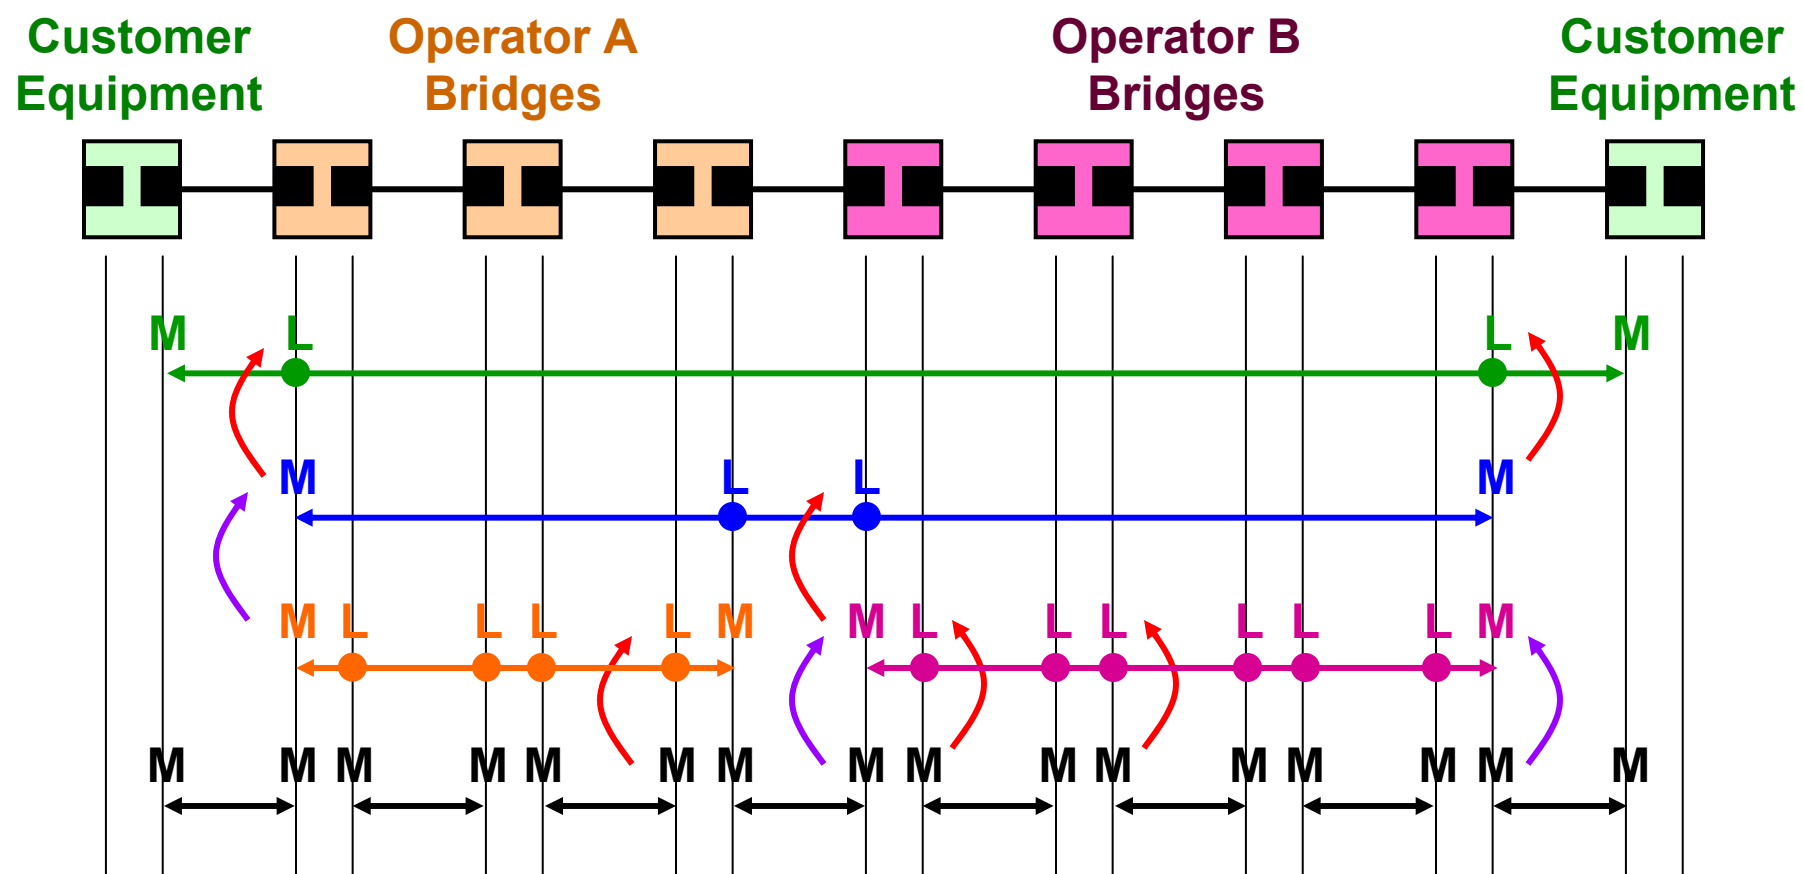 Customer Operator A Operator B Customer
Equipment Bridges Bridges Equipment
M L L M
M L L M
M L L L L M M L L L L L L M
M M M M M M M M M M M M M M M M